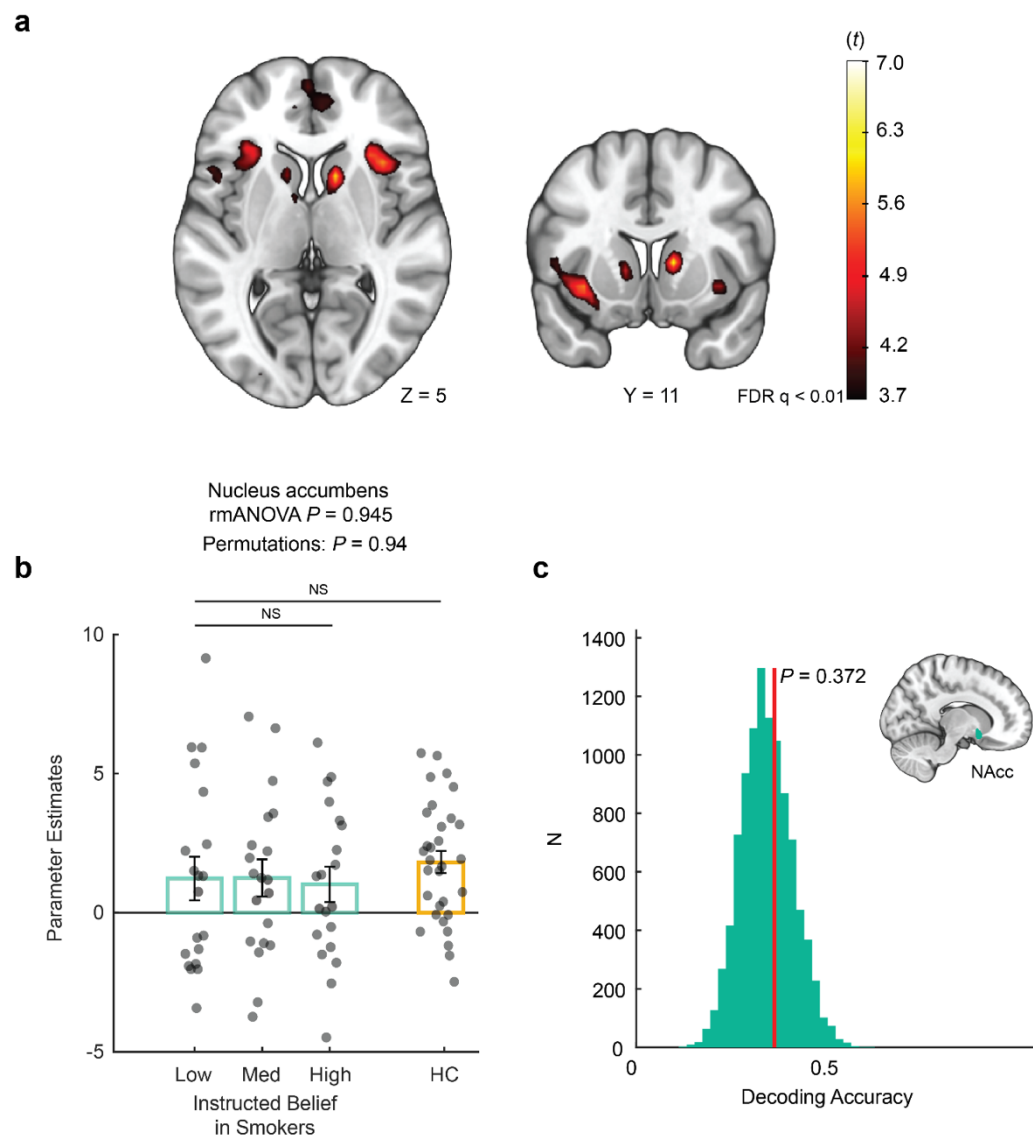 a
(t)
7.0
6.3
5.6
4.9
4.2
3.7
Z = 5
Y = 11
FDR q < 0.01
Nucleus accumbens
rmANOVA P = 0.945
Permutations: P = 0.94
b
NS
NS
10
5
0
-5
Parameter Estimates
Low
Med
High
HC
Instructed Belief
in Smokers
c
1400
1200
1000
800
600
400
200
0
N
P = 0.372
NAcc
0
0.5
Decoding Accuracy